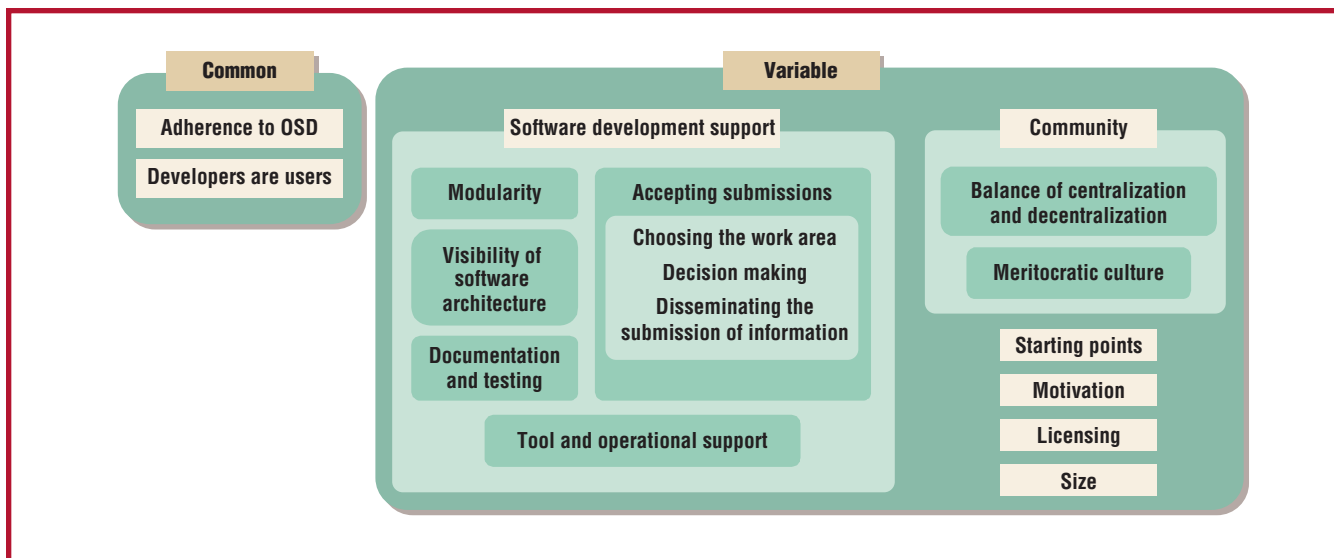 Common
Adherence to OSD
Developers are users
Variable
Software development support
Modularity
Visibility of
software
architecture
Documentation
and testing
Accepting submissions
Choosing the work area
Decision making
Disseminating the
submission of information
Tool and operational support
Community
Balance of centralization
and decentralization
Meritocratic culture
Starting points
Motivation
Licensing
Size